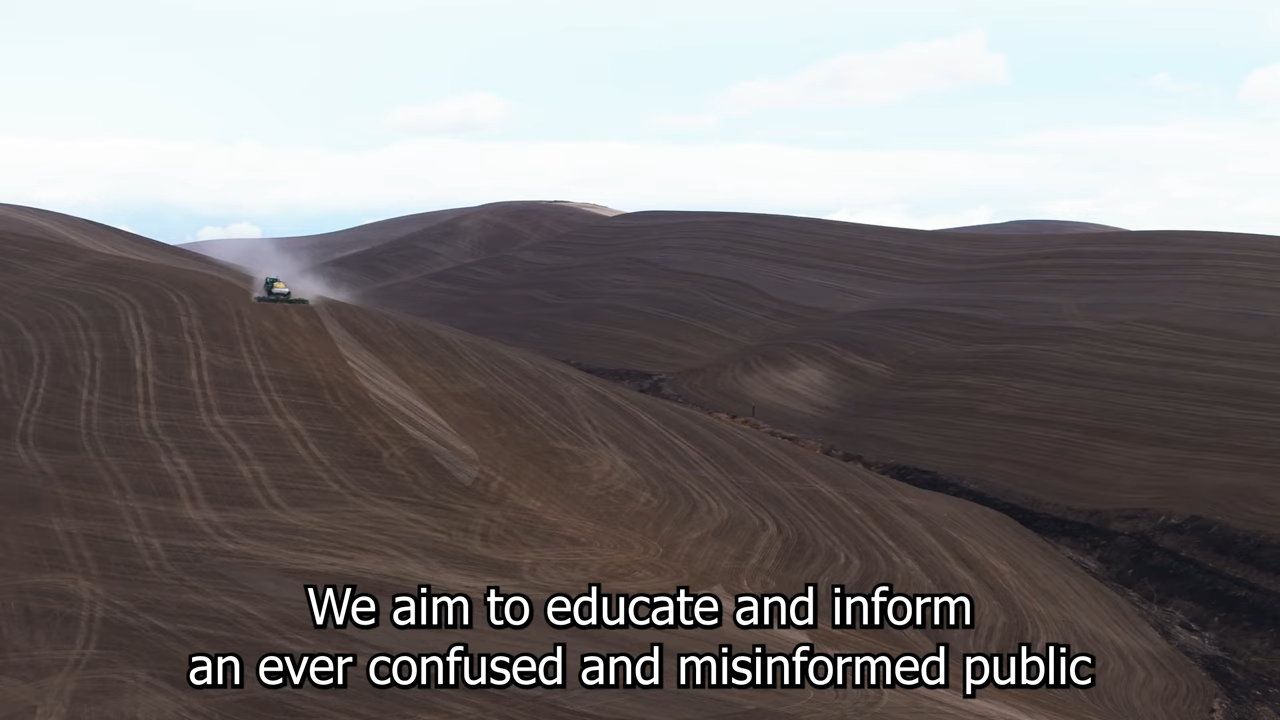 We aim to educate and inform
an ever confused and misinformed public